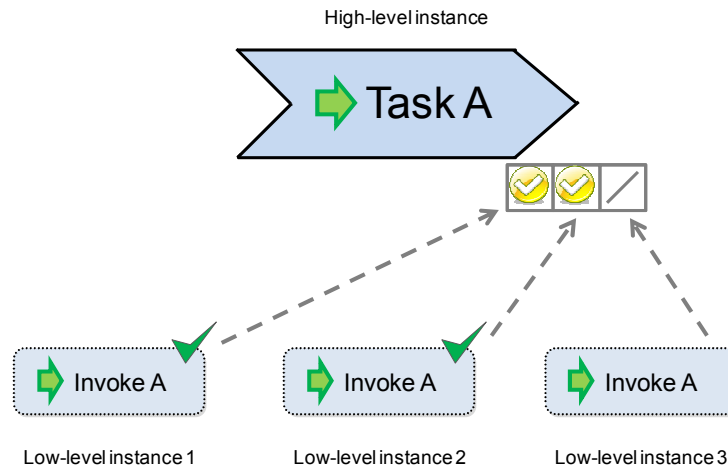 High-level instance
Task A
Invoke A
Invoke A
Invoke A
Low-level instance 1
Low-level instance 2
Low-level instance 3